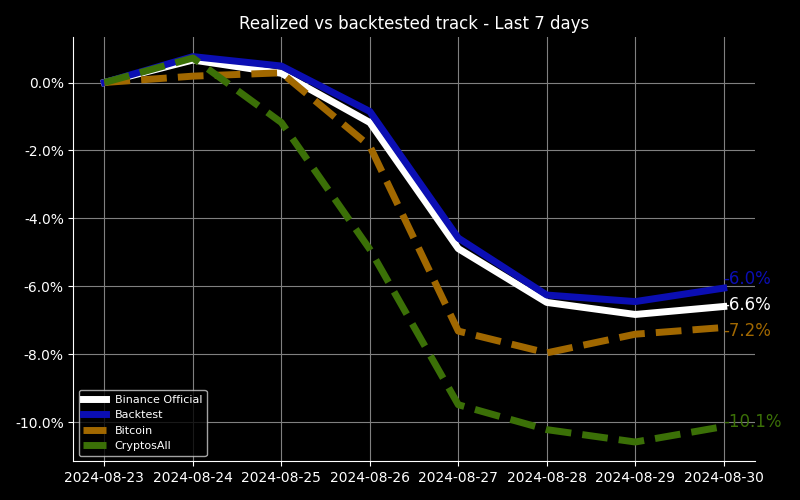 Realized vs backtested track - Last 7 days
0.0%
-2.0%
-4.0%
-6.0%
-8.0%
-10.0%
-6.0%
-6.6%
-7.2%
-10.1%
Binance Official
Backtest
Bitcoin
CryptosAll
2024-08-23 2024-08-24 2024-08-25 2024-08-26 2024-08-27 2024-08-28 2024-08-29 2024-08-30